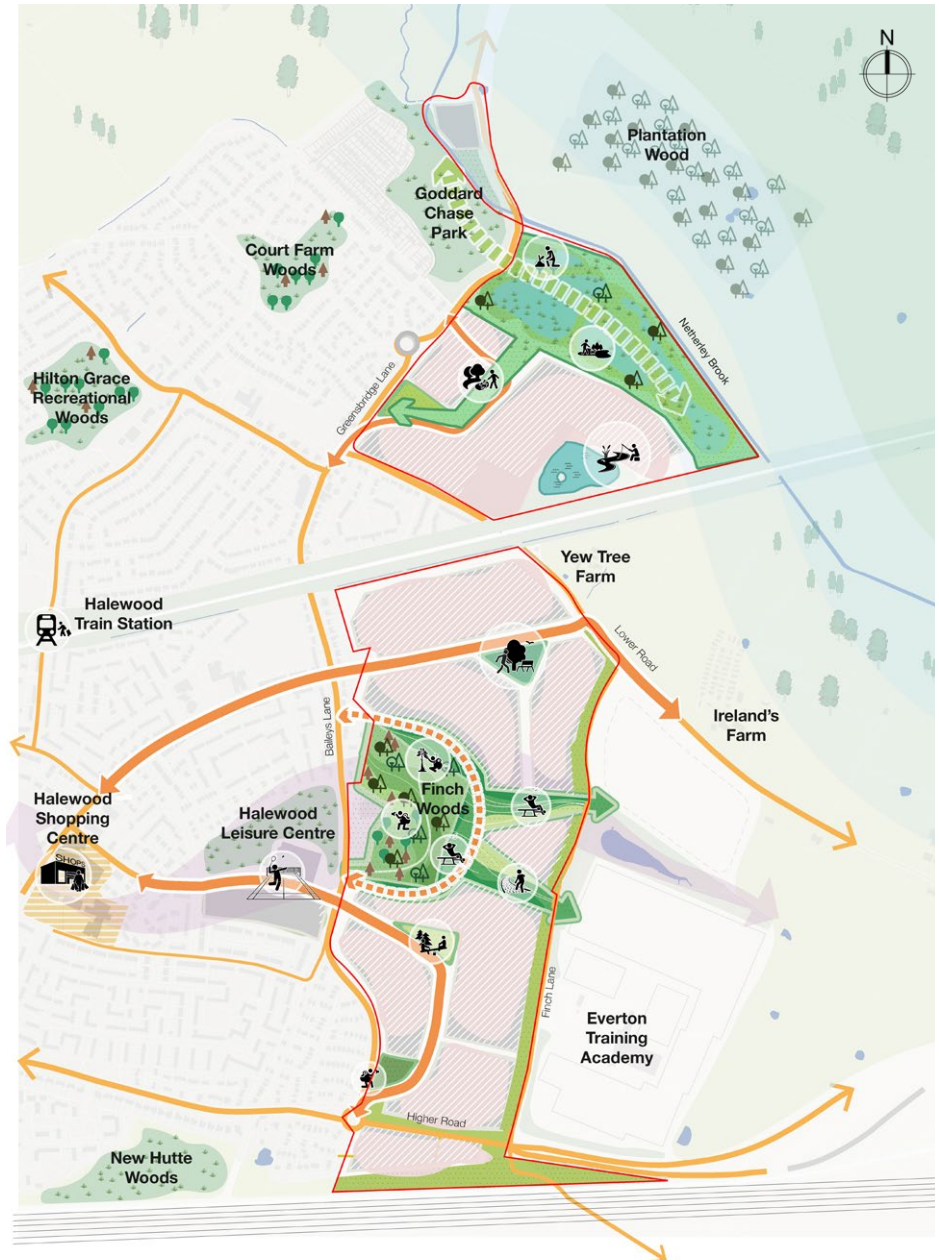 N
Plantation
Wood
Goddard
Chase
Park
Court Farm
Woods
Netherley Brook
Hilton Grace
Recreational
Woods
Greensbridge Lane
Yew Tree
Farm
Halewood
Train Station
Lower Road
Baileys Lane
Ireland's
Farm
Finch
Woods
Halewood
Shopping
Centre
Halewood
Leisure Centre
SHOPS
Finch Lane
Everton
Training
Academy
Higher Road
New Hutte
Woods